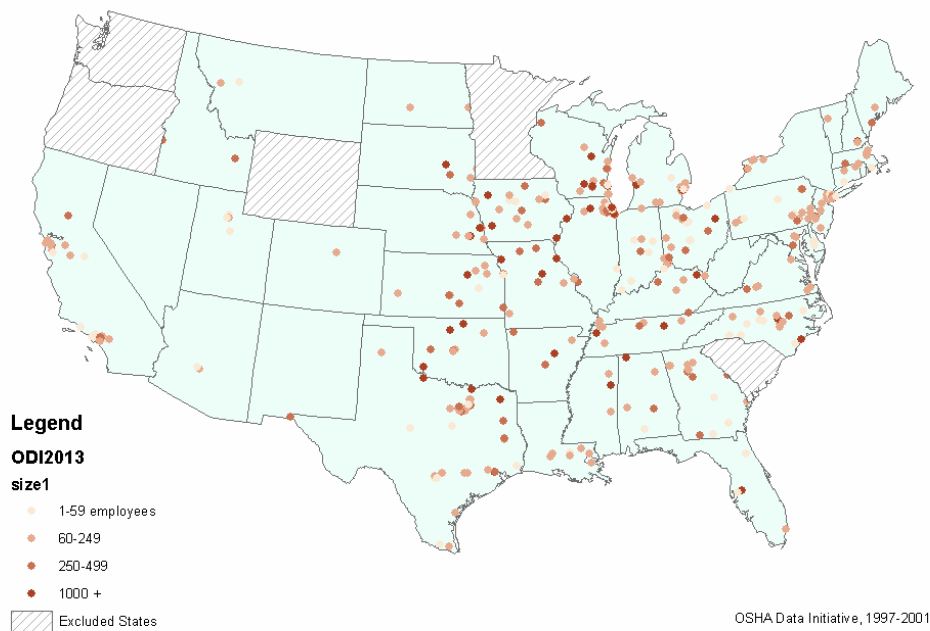 Legend
ODI2013
size1
1-59 employees
60-249
250-499
1000 +
Excluded States
OSHA Data Initiative, 1997-2001